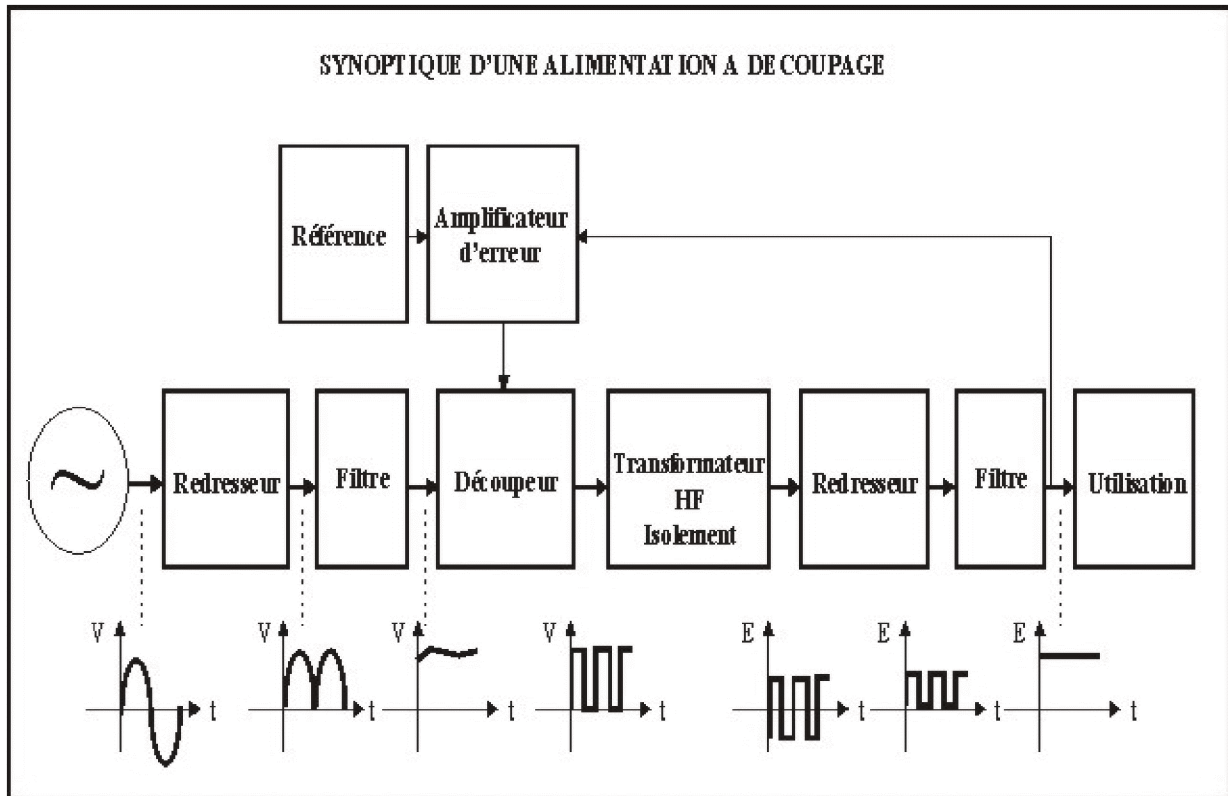 SYNOPTIQUE D'UNE ALIMENTATION A DECOUPAGE
Référence
Amplificateur
d'erreur
~
Redresseur
Filtre
Découpeur
Transformateur
HF
Isolement
Redresseur
Filtre
Utilisation
V
t
V
t
V
t
V
t
E
t
E
t
E
t